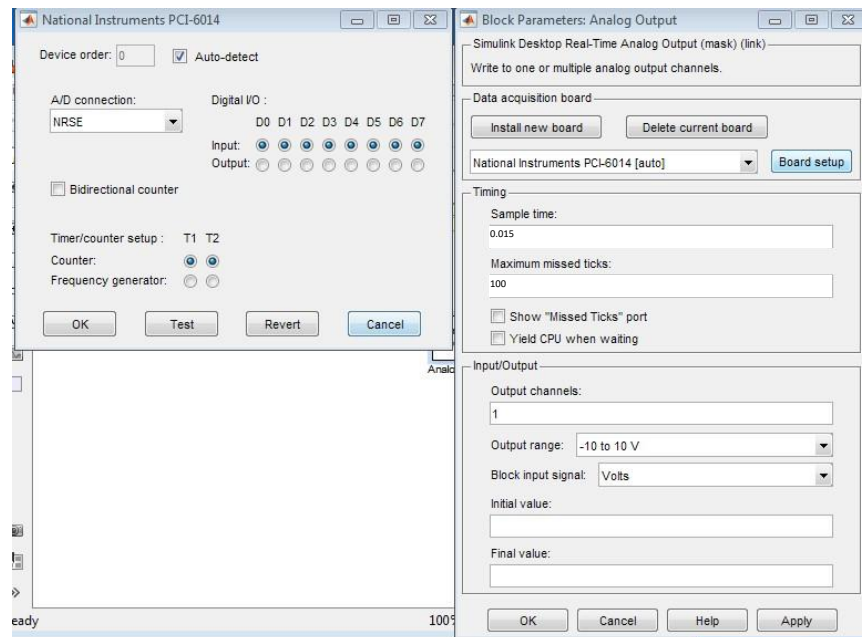 National Instruments PCI-6014
Device order: 0 Auto-detect
A/D connection: Digital I/O :
NRSE D0 D1 D2 D3 D4 D5 D6 D7
Input:
Output:
Bidirectional counter
Timer/counter setup : T1 T2
Counter:
Frequency generator:
OK Test Revert Cancel
100%
Block Parameters: Analog Output
Simulink Desktop Real-Time Analog Output (mask) (link)
Write to one or multiple analog output channels.
Data acquisition board
Install new board Delete current board
National Instruments PCI-6014 [auto] Board setup
Timing
Sample time:
0.015
Maximum missed ticks:
100
Show "Missed Ticks" port
Yield CPU when waiting
Input/Output
Output channels:
1
Output range: -10 to 10 V
Block input signal: Volts
Initial value:
Final value:
OK Cancel Help Apply